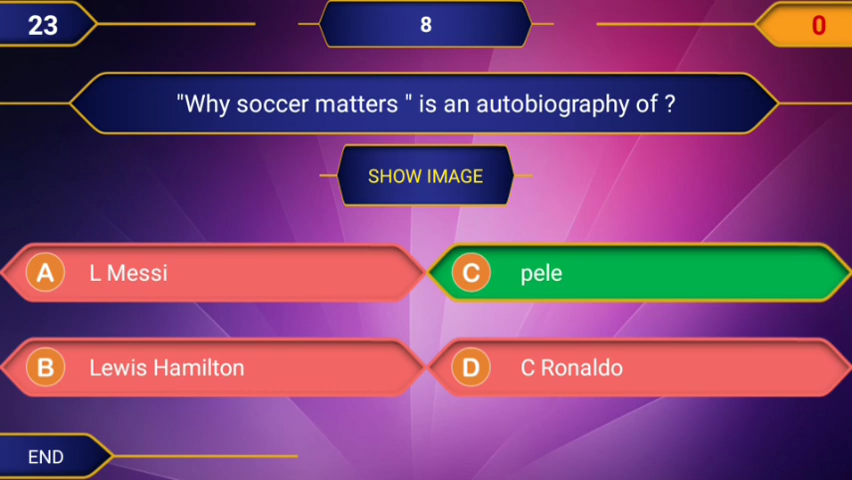 23
8
0
"Why soccer matters " is an autobiography of ?
SHOW IMAGE
A L Messi
C pele
B Lewis Hamilton
D C Ronaldo
END